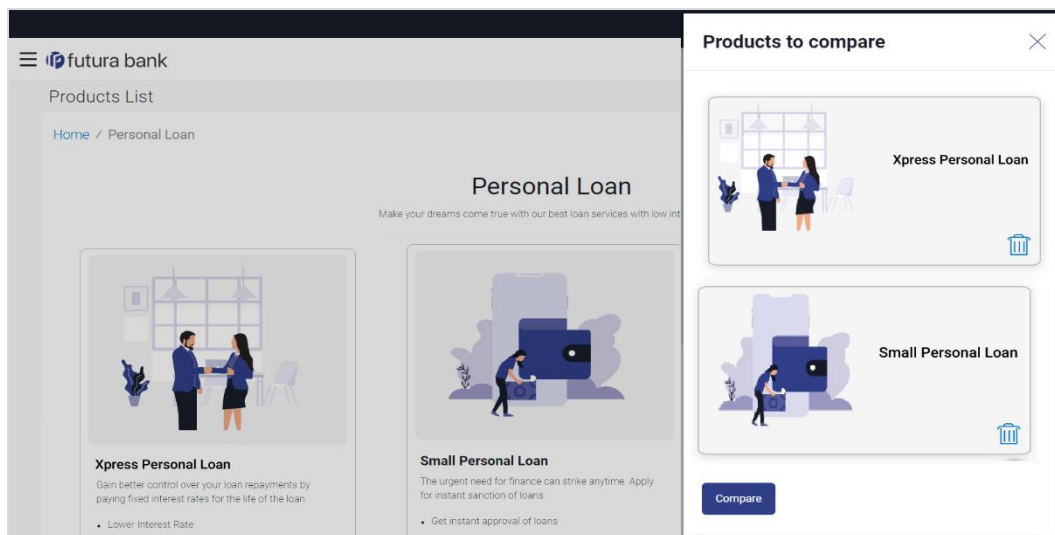 futura bank
Products List
Home / Personal Loan
Personal Loan
Make your dreams come true with our best loan services with low int
Xpress Personal Loan
Gain better control over your loan repayments by
paying fixed interest rates for the life of the loan
• Lower Interest Rate
Small Personal Loan
The urgent need for finance can strike anytime. Apply
for instant sanction of loans.
• Get instant approval of loans
Products to compare
Xpress Personal Loan
Small Personal Loan
Compare